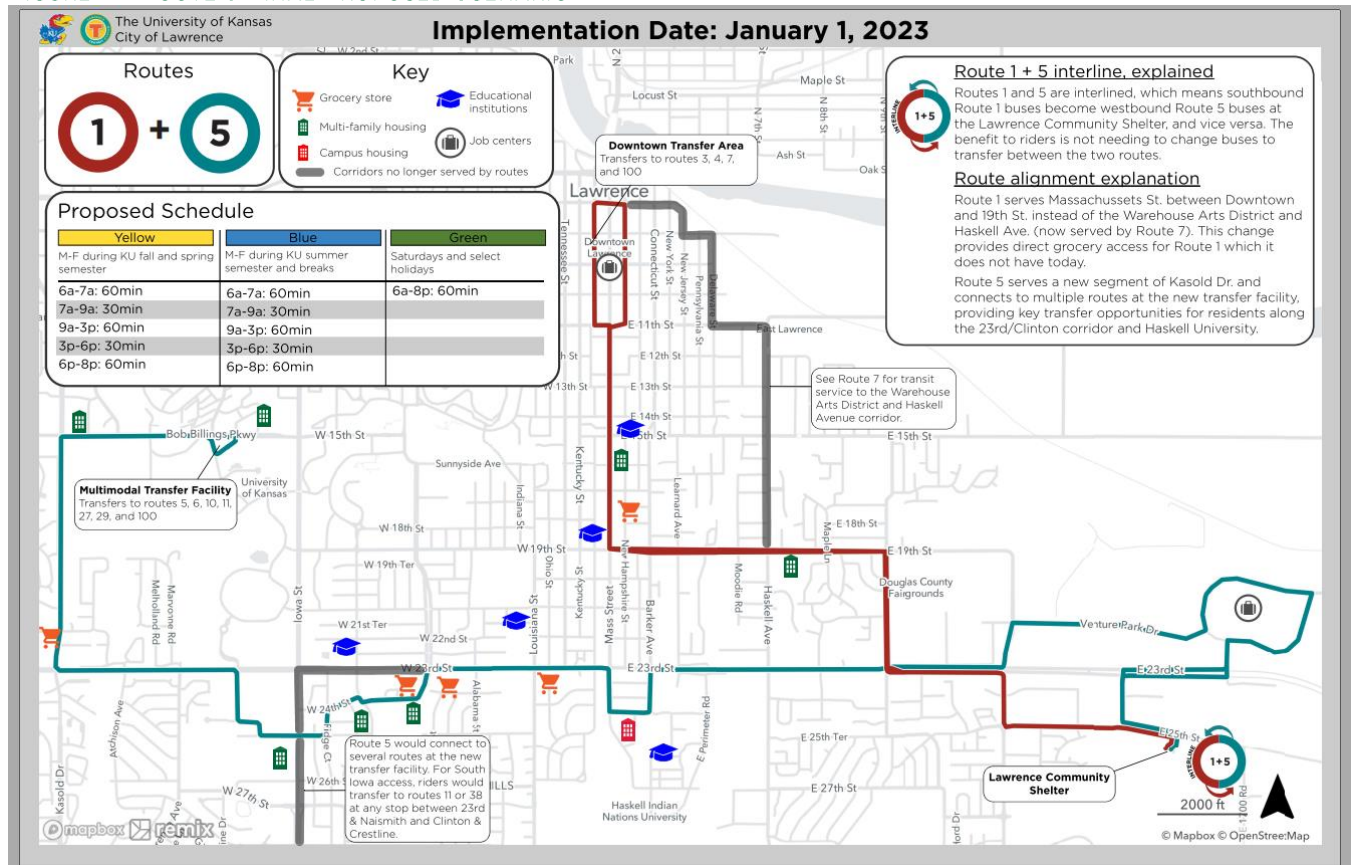 The University of Kansas
City of Lawrence
Implementation Date: January 1, 2023
Routes
1 + 5
Key
Grocery store
Educational
institutions
Multi-family housing
Job centers
Campus housing
Corridors no longer served by routes
Proposed Schedule
Yellow
Blue
Green
M-F during KU fall and spring
semester
M-F during KU summer
semester and breaks
Saturdays and select
holidays
6a-7a: 60min
6a-7a: 60min
6a-8p: 60min
7a-9a: 30min
7a-9a: 30min
9a-3p: 60min
9a-3p: 60min
3p-6p: 30min
3p-6p: 30min
6p-8p: 60min
6p-8p: 60min
INTERLINE
1+5
Route 1 + 5 interline, explained
Routes 1 and 5 are interlined, which means southbound
Route 1 buses become westbound Route 5 buses at
the Lawrence Community Shelter, and vice versa. The
benefit to riders is not needing to change buses to
transfer between the two routes.
Route alignment explanation
Route 1 serves Massachussets St. between Downtown
and 19th St. instead of the Warehouse Arts District and
Haskell Ave. (now served by Route 7). This change
provides direct grocery access for Route 1 which it
does not have today.
Route 5 serves a new segment of Kasold Dr. and
connects to multiple routes at the new transfer facility,
providing key transfer opportunities for residents along
the 23rd/Clinton corridor and Haskell University.
Park
N 2
Locust St
N 7th St
Maple St
N 8th St
N 9th St
Ash St
Oak S
Downtown Transfer Area
Transfers to routes 3, 4, 7,
and 100
Lawrence
Tennessee St
Downtown
Lawrence
Connecticut St
New York St
New Jersey St
Pennsylvania St
Delaware St
E 11th St
East Lawrence
E 12th St
W 13th St
E 13th St
E 14th St
E 15th St
E 15th St
See Route 7 for transit
service to the Warehouse
Arts District and Haskell
Avenue corridor.
Bob Billings Pkwy
W 15th St
Sunnyside Ave
University
of Kansas
Multimodal Transfer Facility
Transfers to routes 5, 6, 10, 11,
27, 29, and 100
Kentucky St
Indiana St
Learnard Ave
W 18th St
E 18th St
Maple Ln
W 19th St
E 19th St
W 19th Ter
Ohio St
Kentucky St
Mass Street
New Hampshire St
Barker Ave
Moodie Rd
Haskell Ave
Douglas County
Fairgrounds
Melholland Rd
Marvonne Rd
Iowa St
W 21st Ter
W 22nd St
Louisiana St
Venture Park Dr
W 23rd St
E 23rd St
E 23rd St
Alabama St
W 24th St
Ridge Ct
Atchison Ave
Kasold Dr
E Perimeter Rd
E 25th Ter
E 25th St
W 27th St
E 27th St
Route 5 would connect to
several routes at the new
transfer facility. For South
Iowa access, riders would
transfer to routes 11 or 38
at any stop between 23rd
& Naismith and Clinton &
Crestline.
W 26th S
ILLS
Haskell Indian
Nations University
Lawrence Community
Shelter
INTERLINE
1+5
2000 ft
mapbox remix
© Mapbox © OpenStreetMap